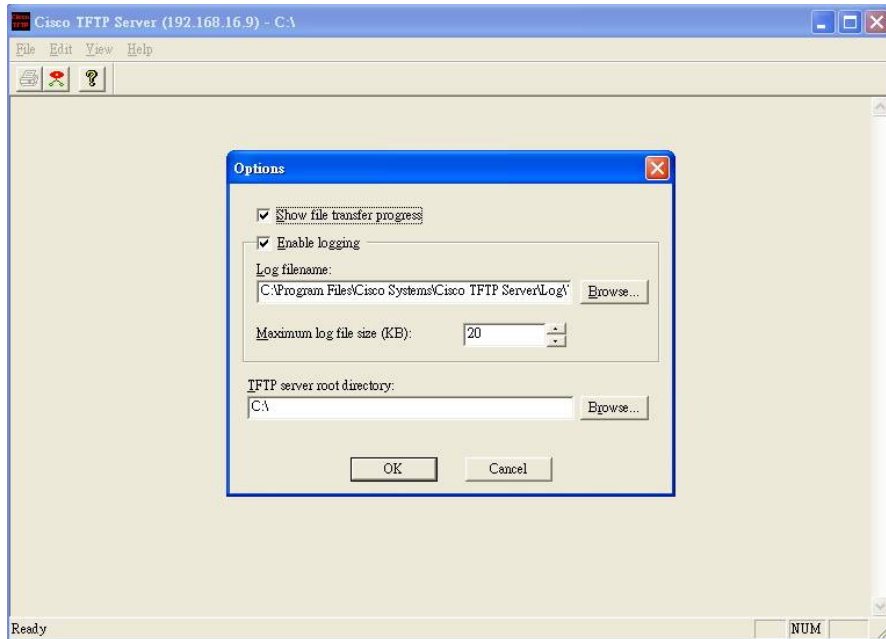 Cisco TFTP Server (192.168.16.9) - C:\
File Edit View Help
Options
Show file transfer progress
Enable logging
Log filename:
C:\Program Files\Cisco Systems\Cisco TFTP Server\Log\
Browse...
Maximum log file size (KB):
20
TFTP server root directory:
C:\
Browse...
OK Cancel
Ready NUM